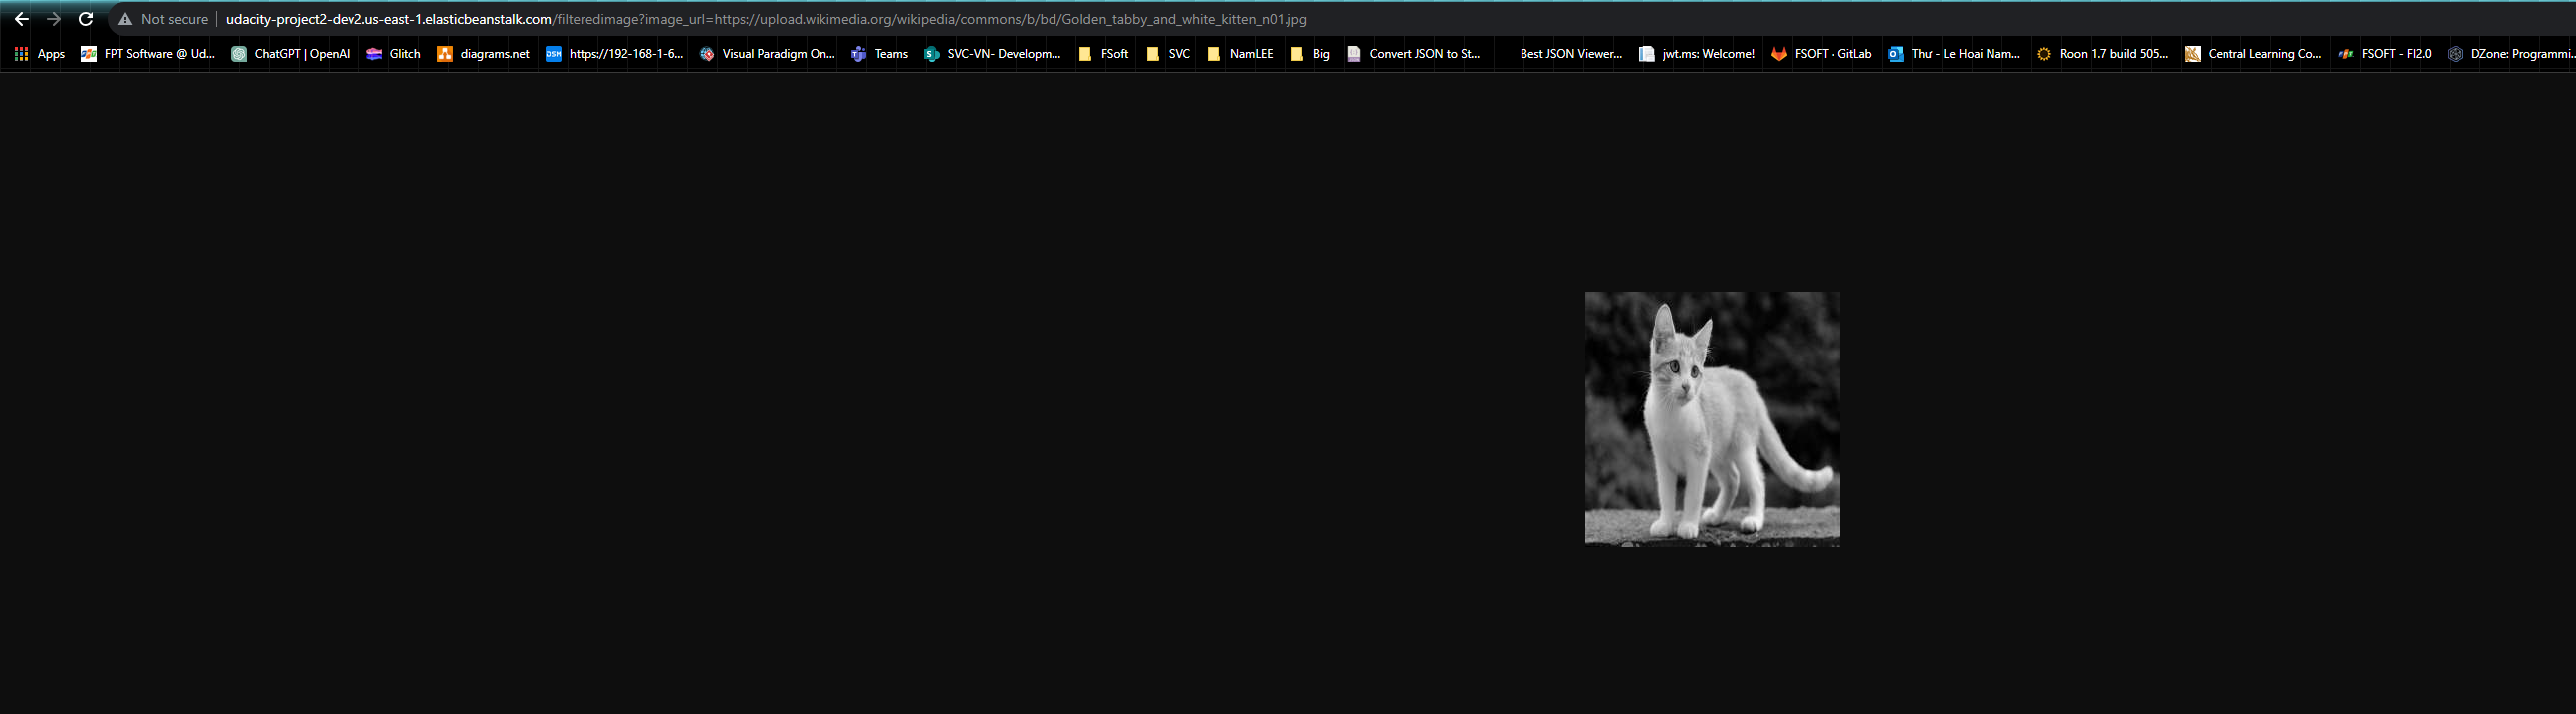 Not secure udacity-project2-dev2.us-east-1.elasticbeanstalk.com/filteredimage?image_url=https://upload.wikimedia.org/wikipedia/commons/b/bd/Golden_tabby_and_white_kitten_n01.jpg
Apps FPT Software @ Ud... ChatGPT | OpenAI Glitch diagrams.net DSM https://192-168-1-6... Visual Paradigm On... Teams SVC-VN- Developm... FSoft SVC NamLEE Big Convert JSON to St... Best JSON Viewer... jwt.ms: Welcome! FSOFT · GitLab Thư - Le Hoai Nam... Roon 1.7 build 505... Central Learning Co... FSOFT - FI2.0 DZone: Programmi...